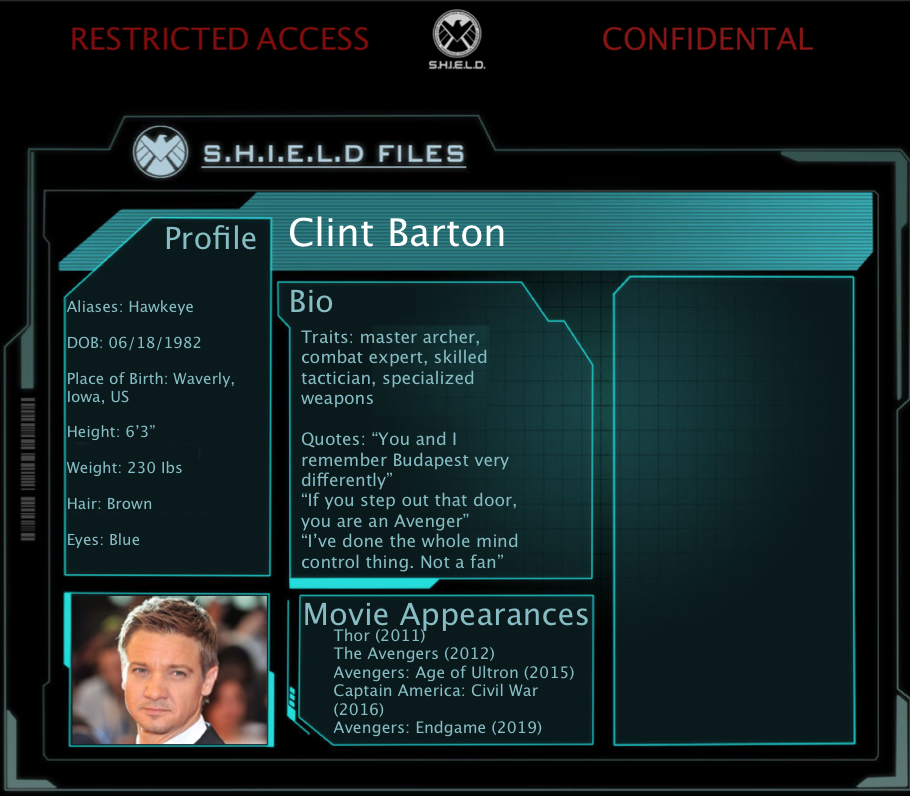 RESTRICTED ACCESS
S.H.I.E.L.D.
CONFIDENTAL
S.H.I.E.L.D FILES
Profile
Clint Barton
Aliases: Hawkeye
DOB: 06/18/1982
Place of Birth: Waverly,
Iowa, US
Height: 6’3”
Weight: 230 lbs
Hair: Brown
Eyes: Blue
Bio
Traits: master archer,
combat expert, skilled
tactician, specialized
weapons
Quotes: “You and I
remember Budapest very
differently”
“If you step out that door,
you are an Avenger”
“I’ve done the whole mind
control thing. Not a fan”
Movie Appearances
Thor (2011)
The Avengers (2012)
Avengers: Age of Ultron (2015)
Captain America: Civil War
(2016)
Avengers: Endgame (2019)